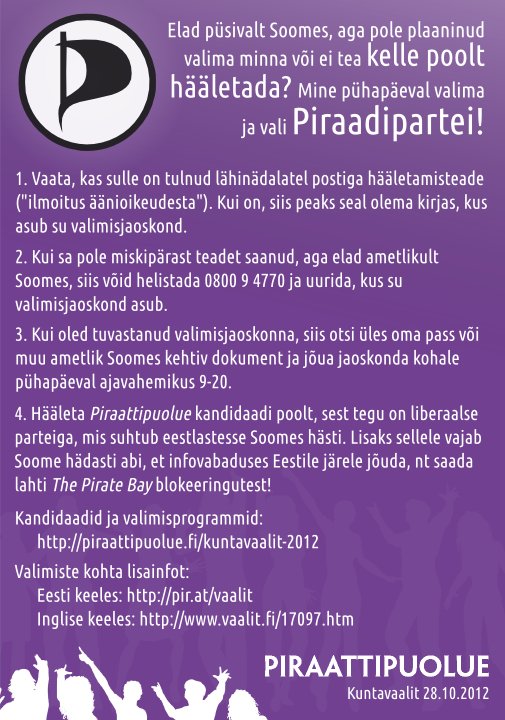 Elad püsivalt Soomes, aga pole plaaninud
valima minna või ei tea kelle poolt
hääletada? Mine pühapäeval valima
ja vali Piraadipartei!
1. Vaata, kas sulle on tulnud lähinädalatel postiga hääletamisteade
("ilmoitus äänioikeudesta"). Kui on, siis peaks seal olema kirjas, kus
asub su valimisjaoskond.
2. Kui sa pole miskipärast teadet saanud, aga elad ametlikult
Soomes, siis võid helistada 0800 9 4770 ja uurida, kus su
valimisjaoskond asub.
3. Kui oled tuvastanud valimisjaoskonna, siis otsi üles oma pass või
muu ametlik Soomes kehtiv dokument ja jõua jaoskonda kohale
pühapäeval ajavahemikus 9-20.
4. Hääleta Piraattipuolue kandidaadi poolt, sest tegu on liberaalse
parteiga, mis suhtub eestlastesse Soomes hästi. Lisaks sellele vajab
Soome hädasti abi, et infovabaduses Eestile järele jõuda, nt saada
lahti The Pirate Bay blokeeringutest!
Kandidaadid ja valimisprogrammid:
http://piraattipuolue.fi/kuntavaalit-2012
Valimiste kohta lisainfot:
Eesti keeles: http://pir.at/vaalit
Inglise keeles: http://www.vaalit.fi/17097.htm
PIRAATTIPUOLUE
Kuntavaalit 28.10.2012